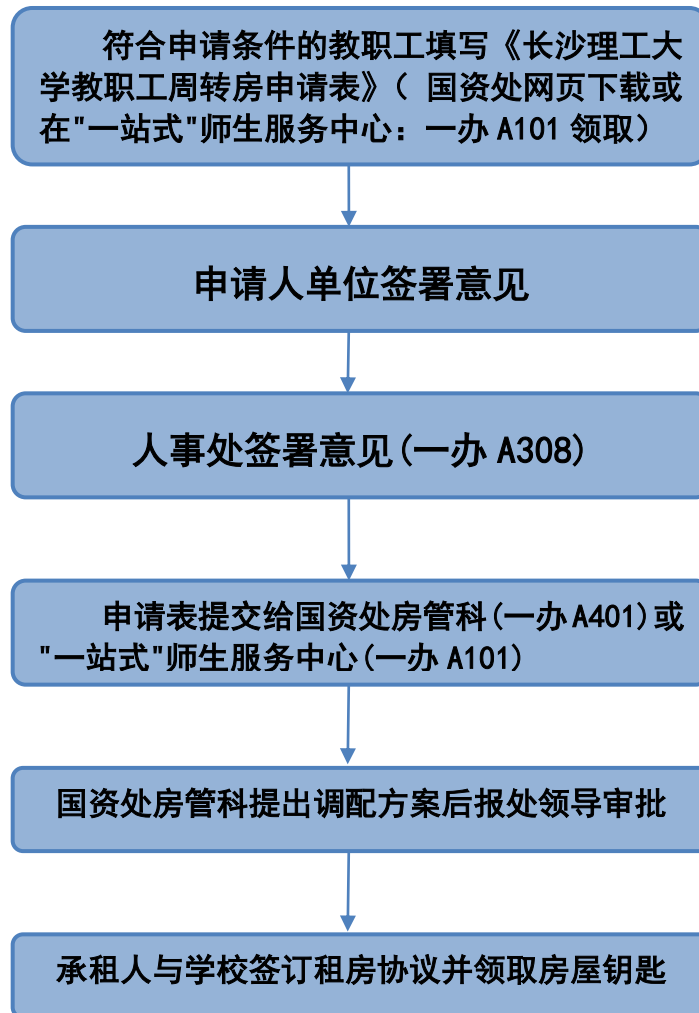 符合申请条件的教职工填写《长沙理工大
学教职工周转房申请表》（ 国资处网页下载或
在"一站式"师生服务中心：一办 A101 领取）
申请人单位签署意见
人事处签署意见(一办 A308)
申请表提交给国资处房管科(一办 A401)或
"一站式"师生服务中心(一办 A101)
国资处房管科提出调配方案后报处领导审批
承租人与学校签订租房协议并领取房屋钥匙